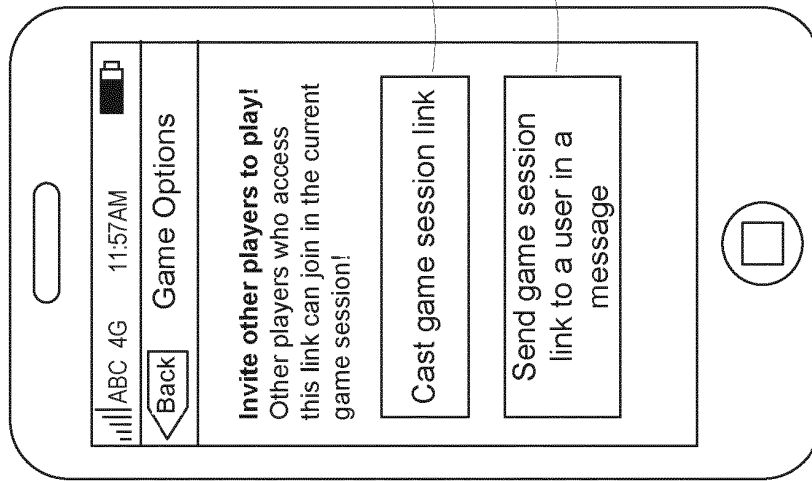 ABC 4G 11:57AM
Back Game Options
Invite other players to play!
Other players who access
this link can join in the current
game session!
Cast game session link
Send game session
link to a user in a
message